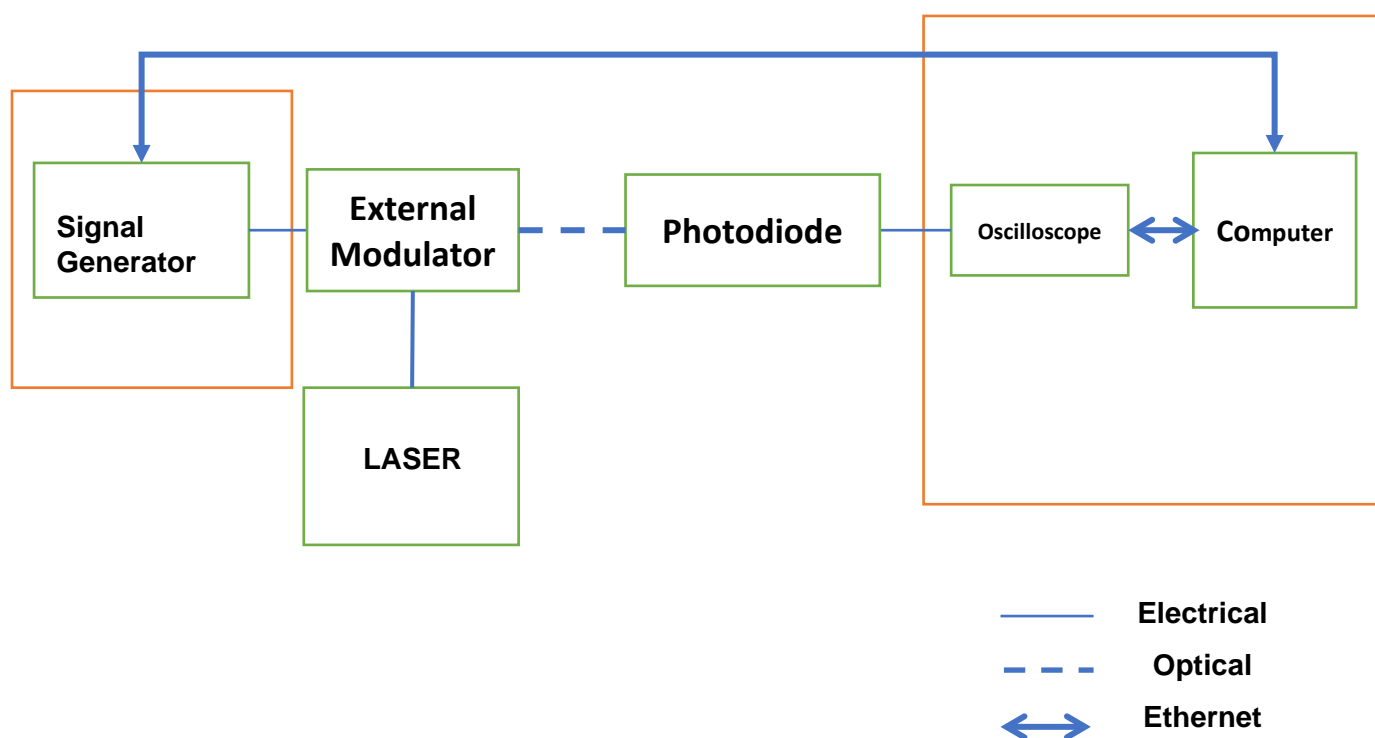 Signal
Generator
External
Modulator
Photodiode
Oscilloscope
Computer
LASER
Electrical
Optical
Ethernet